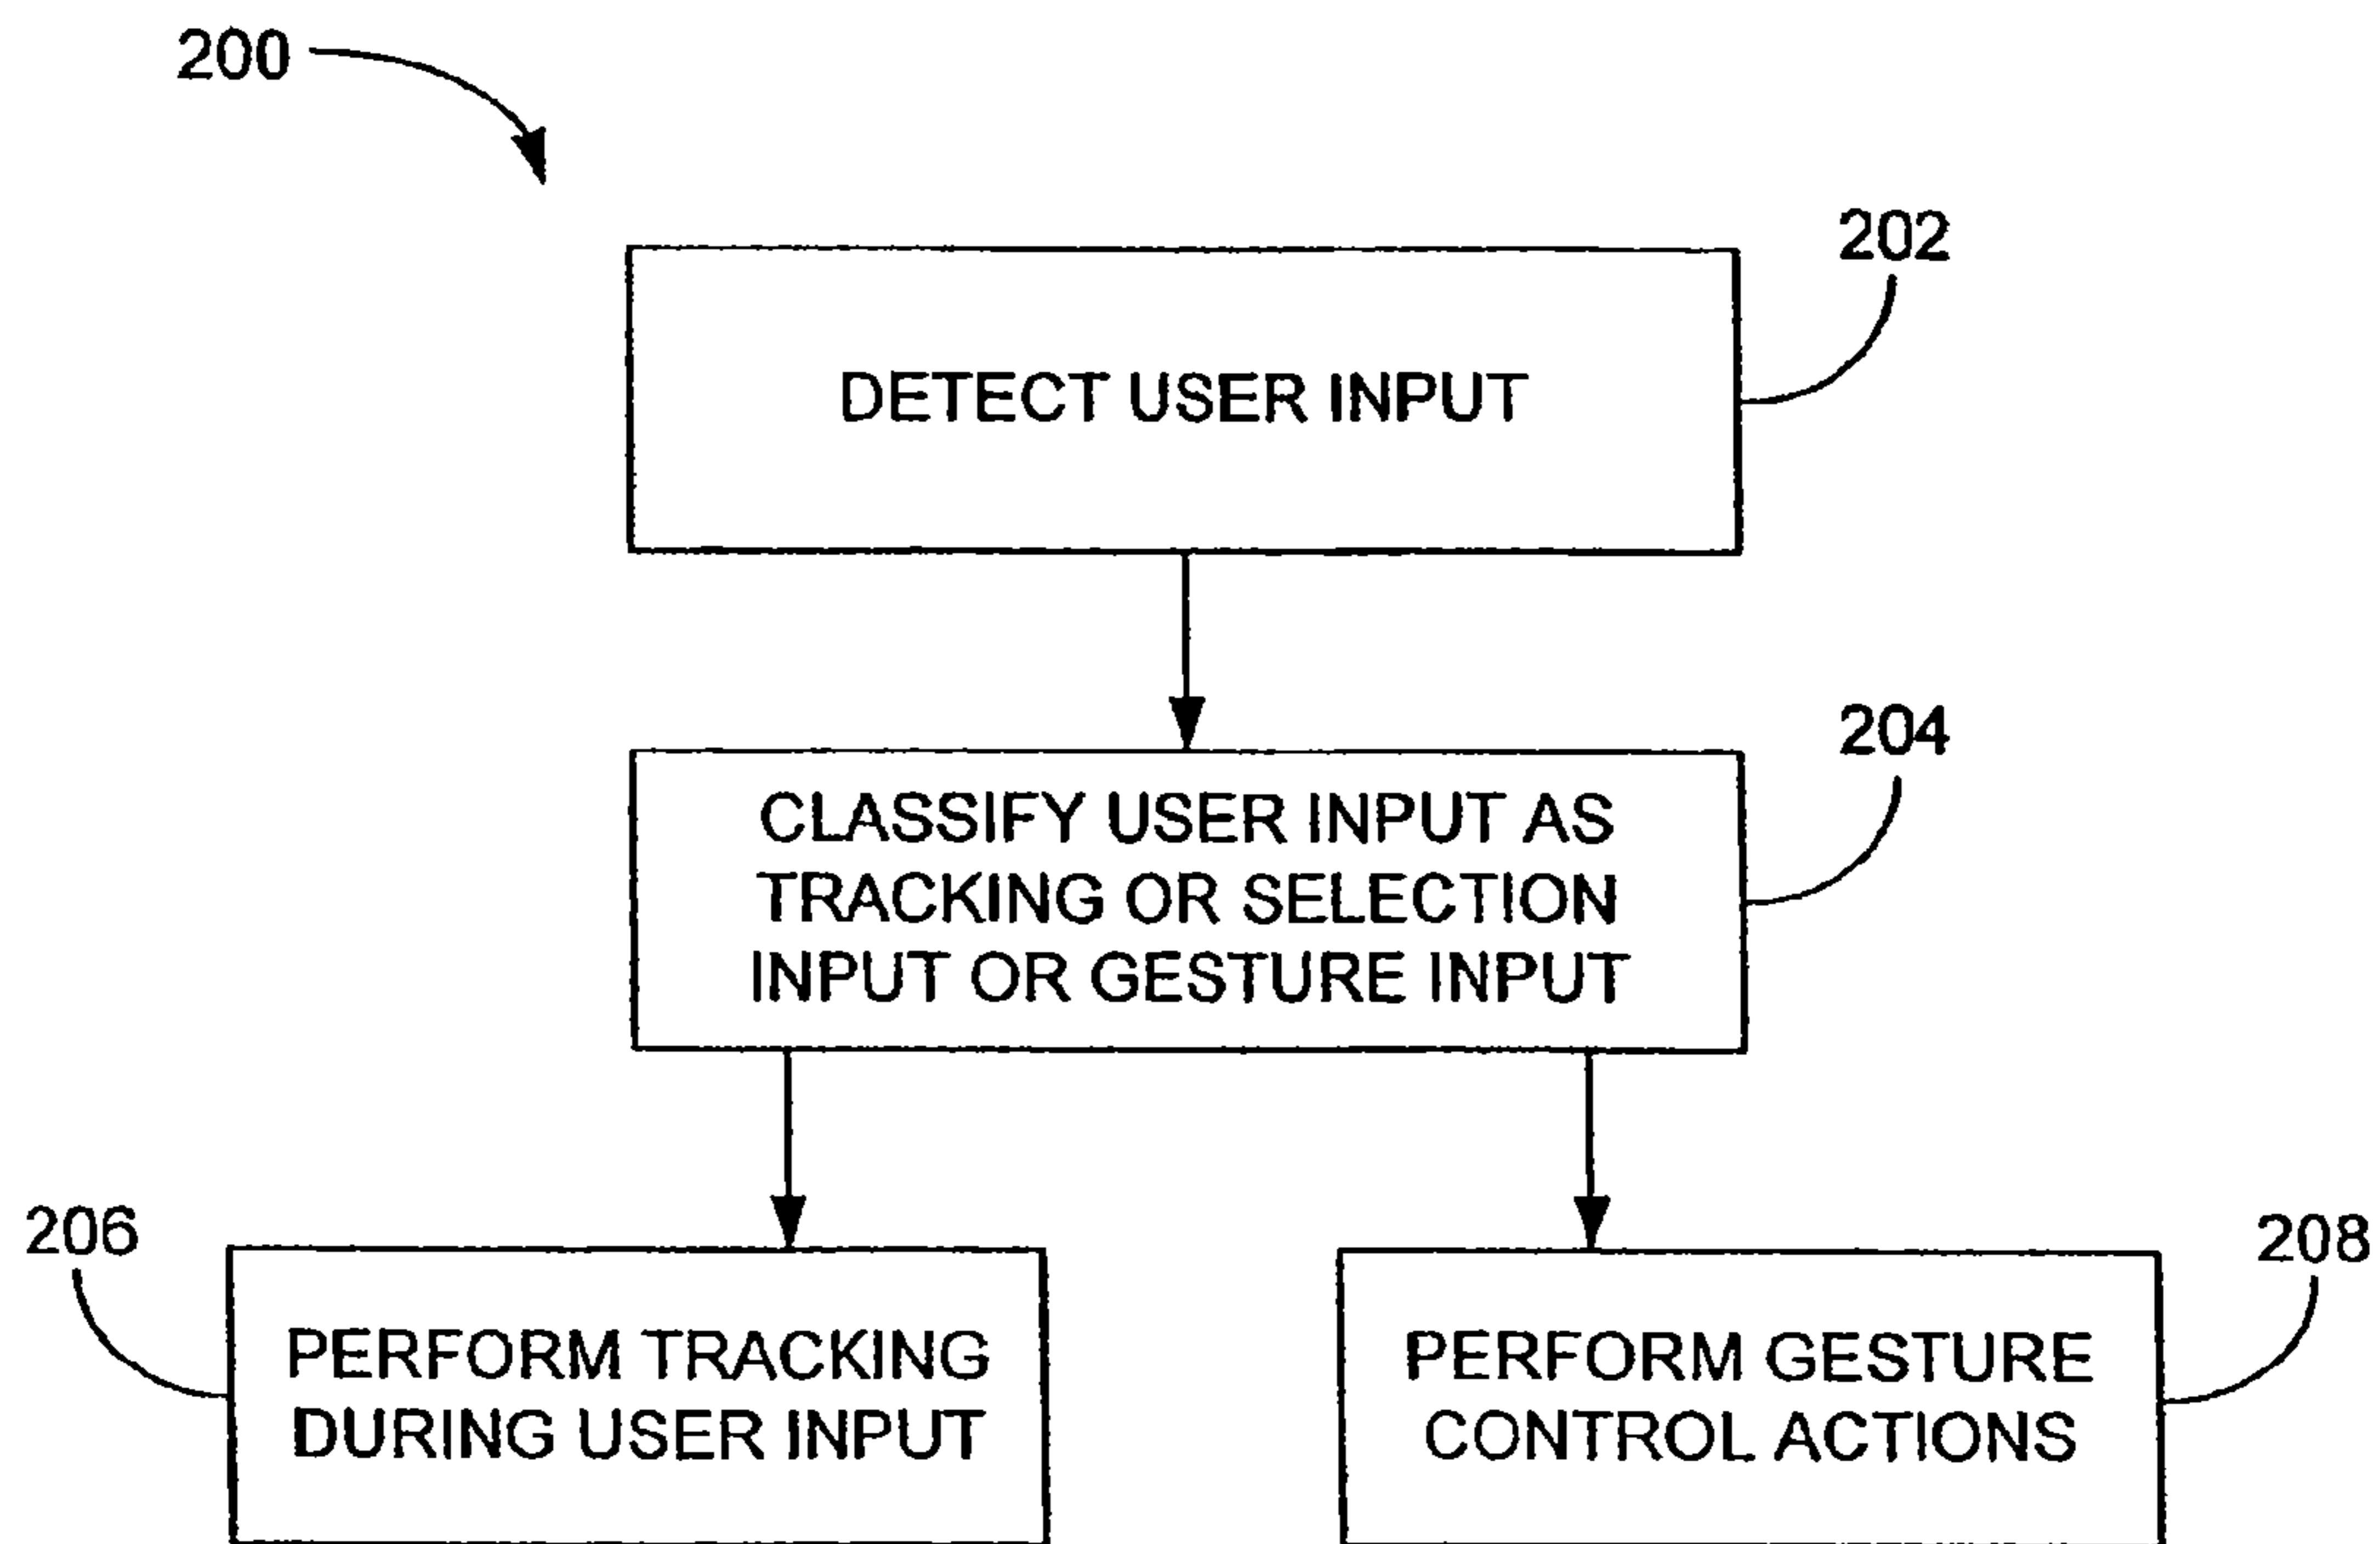 200
202
DETECT USER INPUT
204
CLASSIFY USER INPUT AS
TRACKING OR SELECTION
INPUT OR GESTURE INPUT
206
PERFORM TRACKING
DURING USER INPUT
208
PERFORM GESTURE
CONTROL ACTIONS